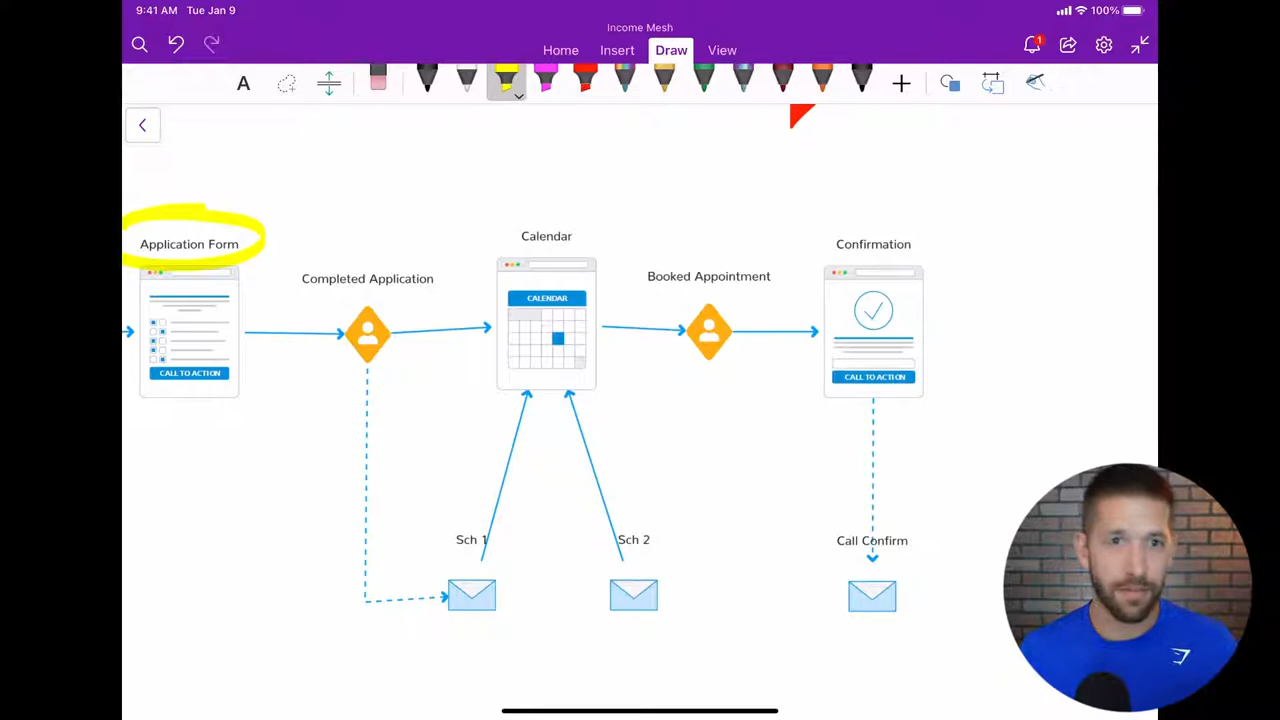 9:41 AM Tue Jan 9
100%
Income Mesh
Home Insert Draw View
1
A
Application Form
Completed Application
Calendar
Booked Appointment
Confirmation
CALENDAR
CALL TO ACTION
CALL TO ACTION
Sch 1
Sch 2
Call Confirm